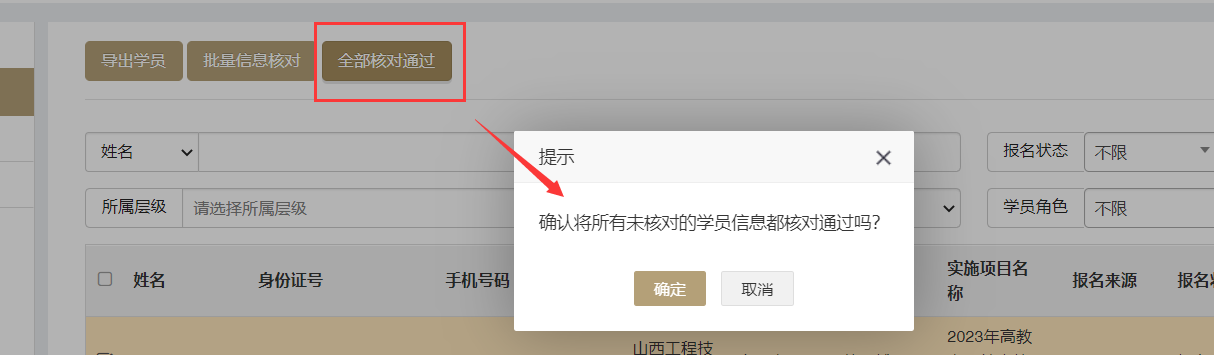 导出学员 批量信息核对 全部核对通过
姓名 报名状态 不限
提示
所属层级 请选择所属层级 学员角色 不限
确认将所有未核对的学员信息都核对通过吗？
确定 取消
姓名 身份证号 手机号码 实施项目名
称 报名来源
2023年高教
山西工程技